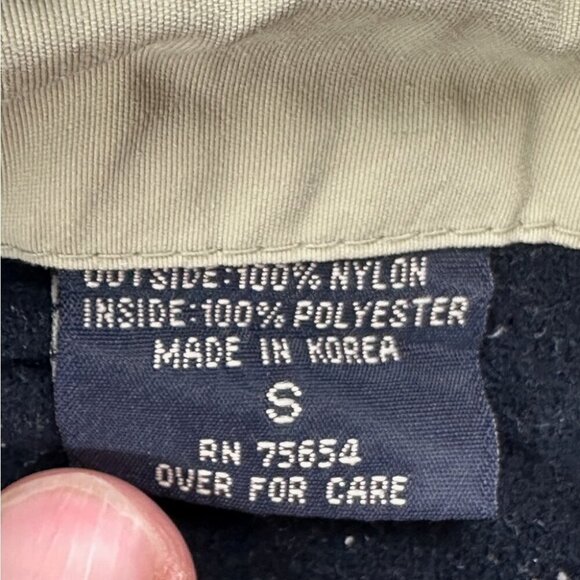 OUTSIDE:100% NYLON
INSIDE:100% POLYESTER
MADE IN KOREA
S
RN 75654
OVER FOR CARE